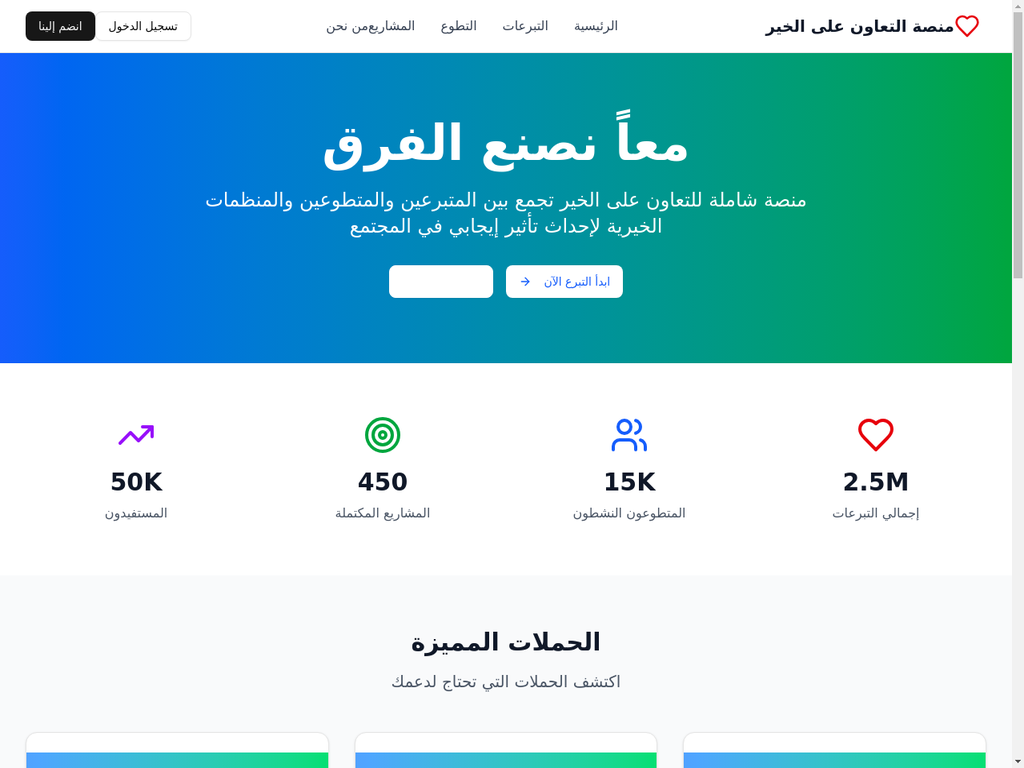 منصة التعاون على الخير
الرئيسية
التبرعات
التطوع
المشاريع
من نحن
تسجيل الدخول
انضم إلينا
معاً نصنع الفرق
منصة شاملة للتعاون على الخير تجمع بين المتبرعين والمتطوعين والمنظمات
الخيرية لإحداث تأثير إيجابي في المجتمع
ابدأ التبرع الآن
2.5M
إجمالي التبرعات
15K
المتطوعون النشطون
450
المشاريع المكتملة
50K
المستفيدون
الحملات المميزة
اكتشف الحملات التي تحتاج لدعمك